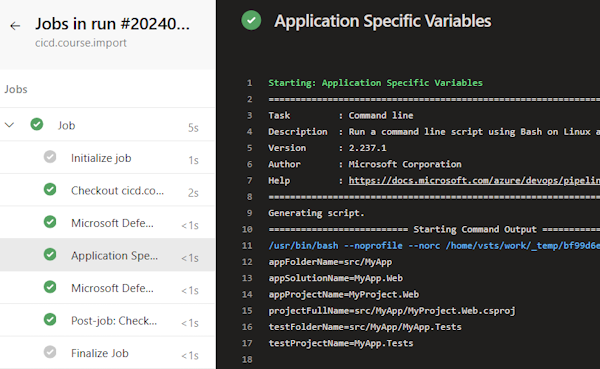 Jobs in run #20240...
cicd.course.import
Jobs
Job 5s
Initialize job 1s
Checkout cicd.co... 2s
Microsoft Defe... <1s
Application Spe... <1s
Microsoft Defe... <1s
Post-job: Check... <1s
Finalize Job <1s
Application Specific Variables
1 Starting: Application Specific Variables
2 ==============================================================
3 Task : Command line
4 Description : Run a command line script using Bash on Linux a
5 Version : 2.237.1
6 Author : Microsoft Corporation
7 Help : https://docs.microsoft.com/azure/devops/pipelin
8 ==============================================================
9 Generating script.
10 ========================== Starting Command Output ===========
11 /usr/bin/bash --noprofile --norc /home/vsts/work/_temp/bf99d6e
12 appFolderName=src/MyApp
13 appSolutionName=MyApp.Web
14 appProjectName=MyProject.Web
15 projectFullName=src/MyApp/MyProject.Web.csproj
16 testFolderName=src/MyApp/MyApp.Tests
17 testProjectName=MyApp.Tests
18